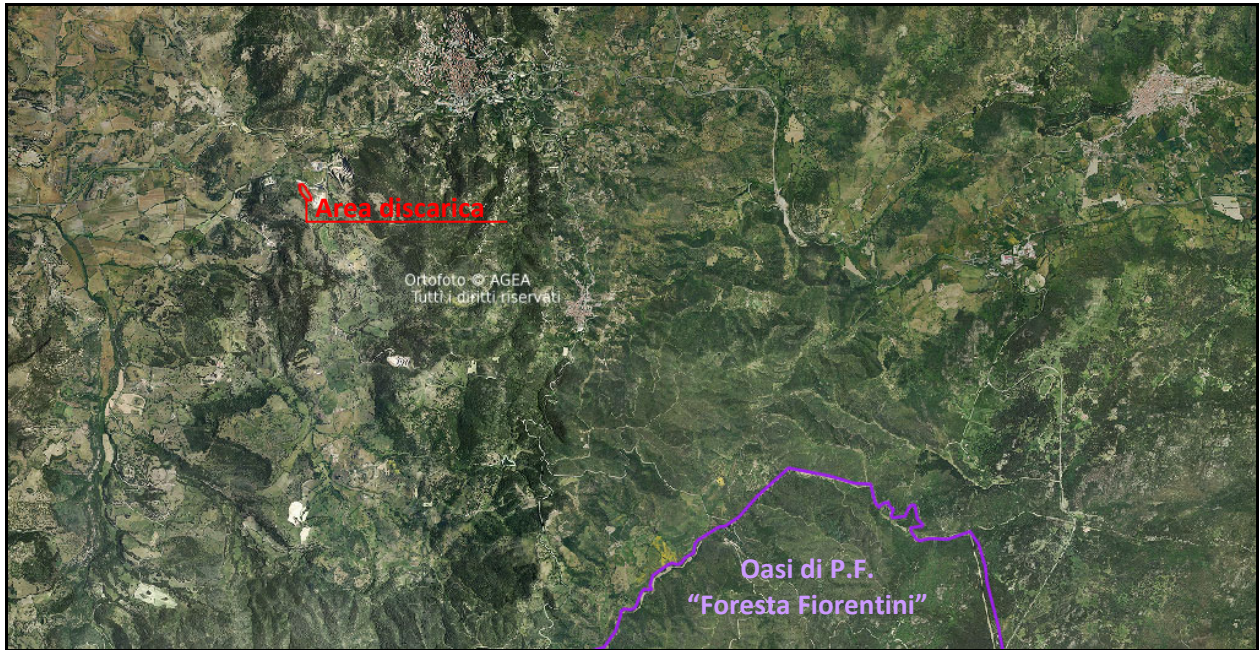 Area discarica
Ortofoto © AGEA
Tutti i diritti riservati
Oasi di P.F.
“Foresta Fiorentini”